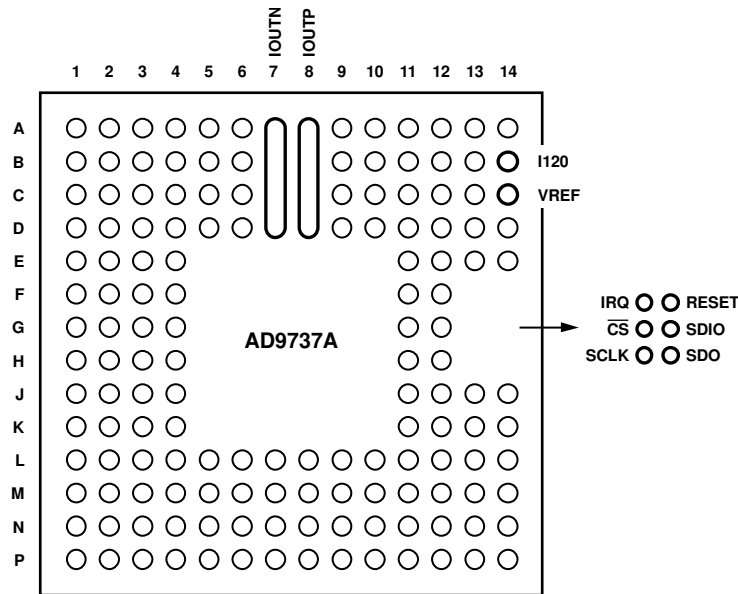 IOUTN
IOUTP
1 2 3 4 5 6 7 8 9 10 11 12 13 14
A
B I120
C VREF
D
E
F IRQ RESET
G AD9737A C̅S̅ SDIO
H SCLK SDO
J
K
L
M
N
P